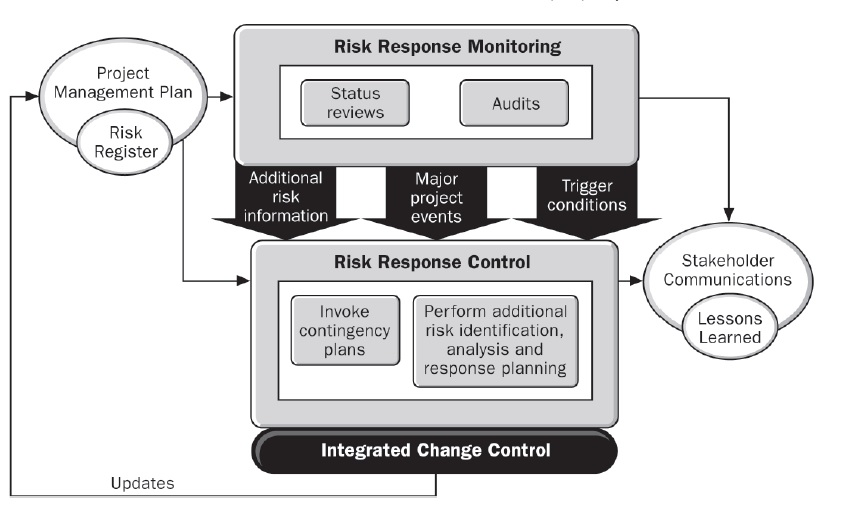 Risk Response Monitoring
Project
Management Plan
Status
reviews
Audits
Risk
Register
Additional
risk
information
Major
project
events
Trigger
conditions
Risk Response Control
Stakeholder
Communications
Invoke
contingency
plans
Perform additional
risk identification,
analysis and
response planning
Lessons
Learned
Integrated Change Control
Updates